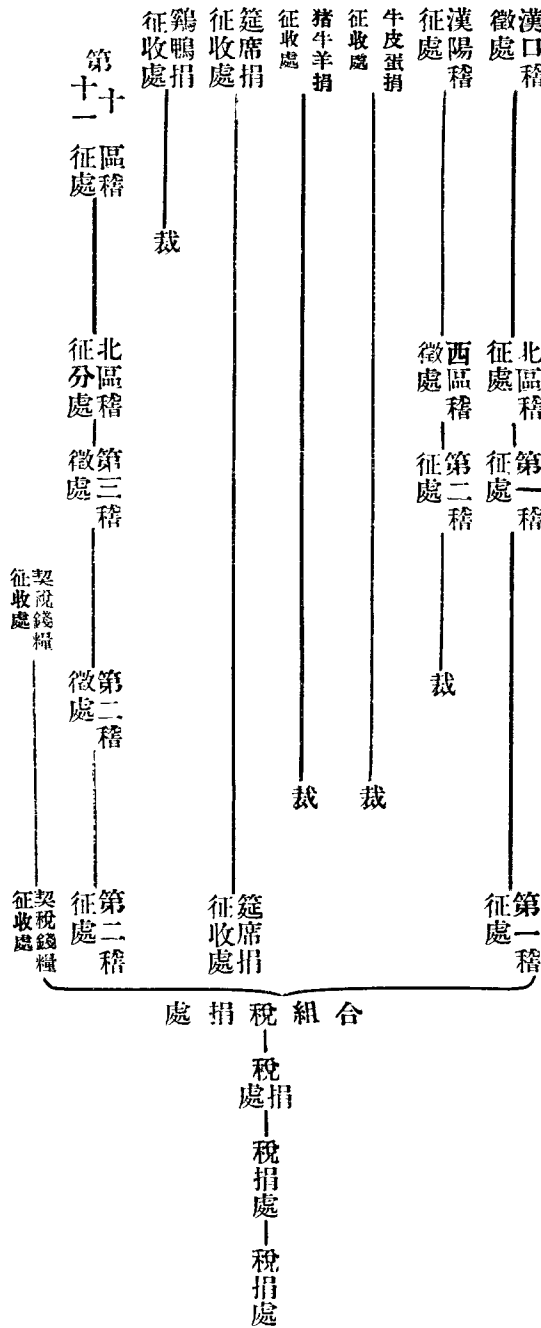 漢口稽
徵處
北區稽
征處
第一稽
征處
第一稽
征處
漢陽稽
征處
西區稽
徵處
第二稽
征處
裁
牛皮蛋捐
征收處
裁
猪牛羊捐
征收處
裁
筵席捐
征收處
筵席捐
征收處
鷄鴨捐
征收處
裁
第十
十一
區稽
征處
北區稽
征分處
第三稽
徵處
第二稽
徵處
第二稽
征處
契稅錢糧
征收處
契稅錢糧
征收處
合組稅捐處
稅捐
處
稅捐處
稅捐處